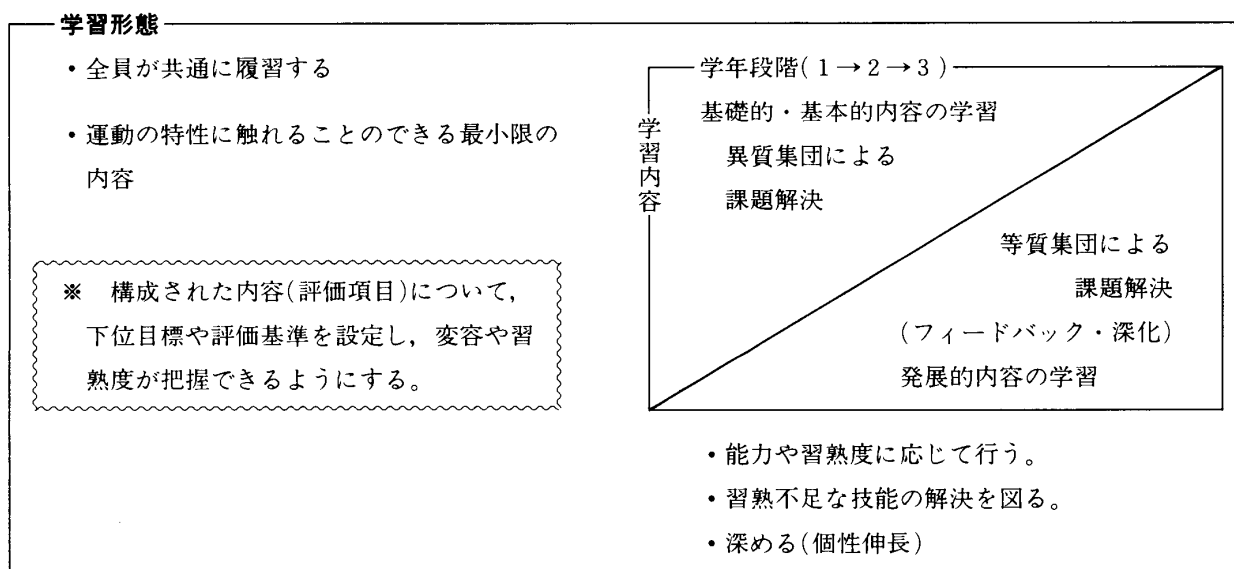 学習形態
・全員が共通に履習する
・運動の特性に触れることのできる最小限の
内容
※　構成された内容(評価項目)について,
下位目標や評価基準を設定し, 変容や習
熟度が把握できるようにする。
学年段階(1→2→3)
学習内容
基礎的・基本的内容の学習
異質集団による
課題解決
等質集団による
課題解決
(フィードバック・深化)
発展的内容の学習
・能力や習熟度に応じて行う。
・習熟不足な技能の解決を図る。
・深める(個性伸長)